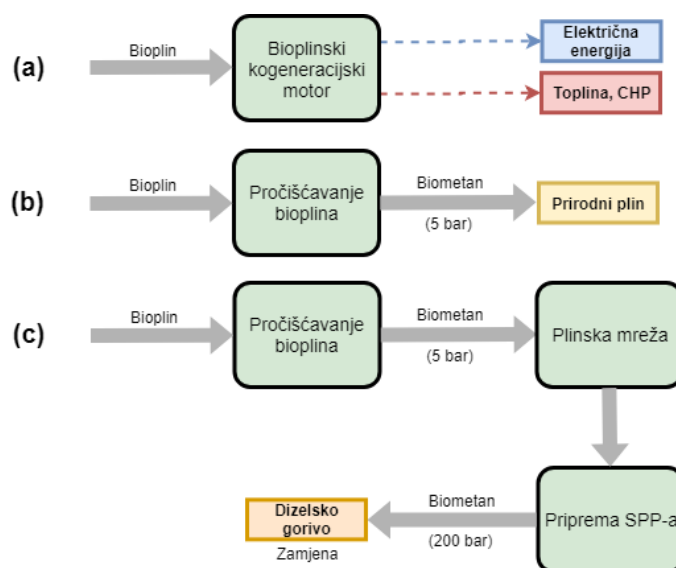 (a)
Bioplin
Bioplinski
kogeneracijski
motor
Električna
energija
Toplina, CHP
(b)
Bioplin
Pročišćavanje
bioplina
Biometan
(5 bar)
Prirodni plin
(c)
Bioplin
Pročišćavanje
bioplina
Biometan
(5 bar)
Plinska mreža
Priprema SPP-a
Biometan
(200 bar)
Dizelsko
gorivo
Zamjena